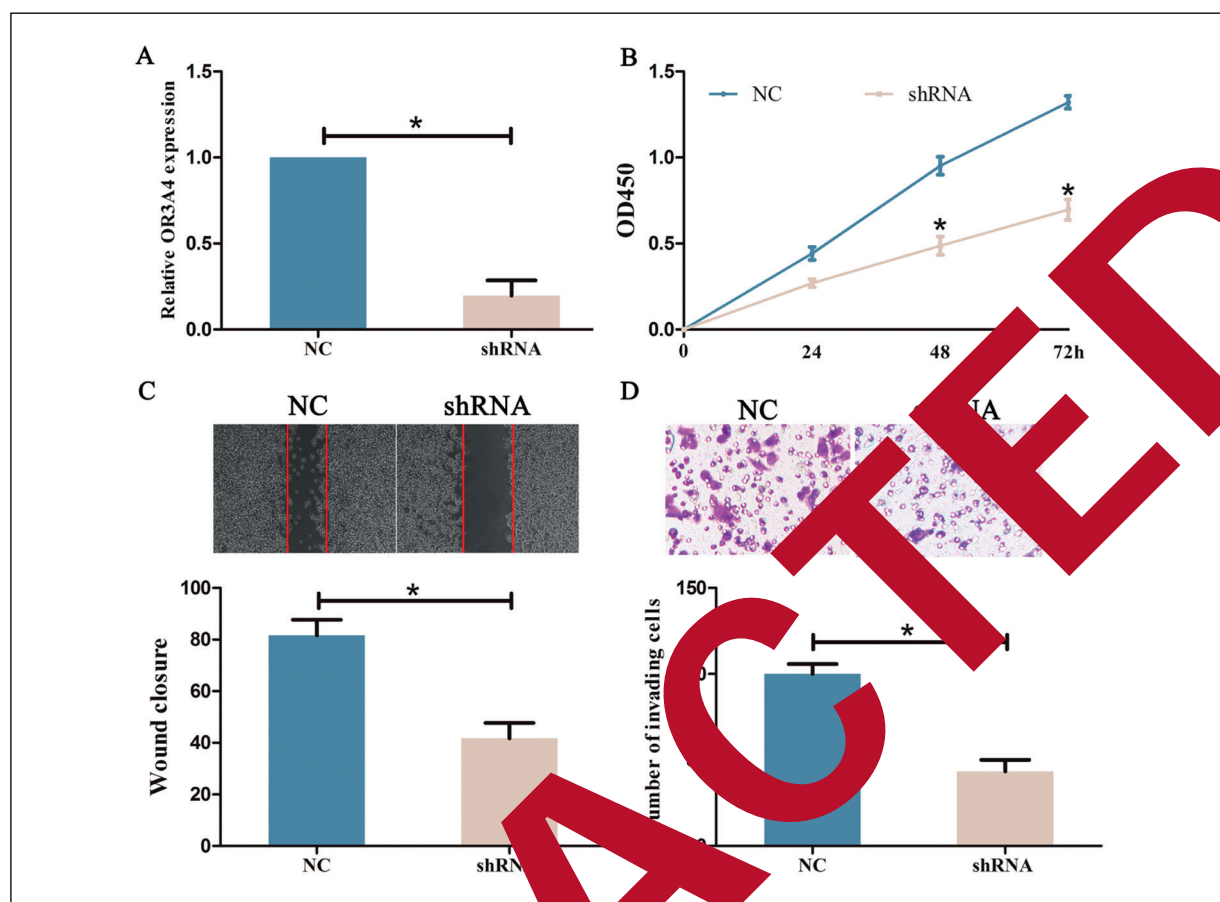 A
Relative OR3A4 expression
1.5
1.0
0.5
0.0
*
NC
shRNA
B
OD450
1.5
1.0
0.5
0.0
NC
shRNA
*
*
0
24
48
72h
C
NC
shRNA
Wound closure
100
80
60
40
20
0
*
NC
D
NC
150
*
NC
shRNA
of invading cells
ACTED